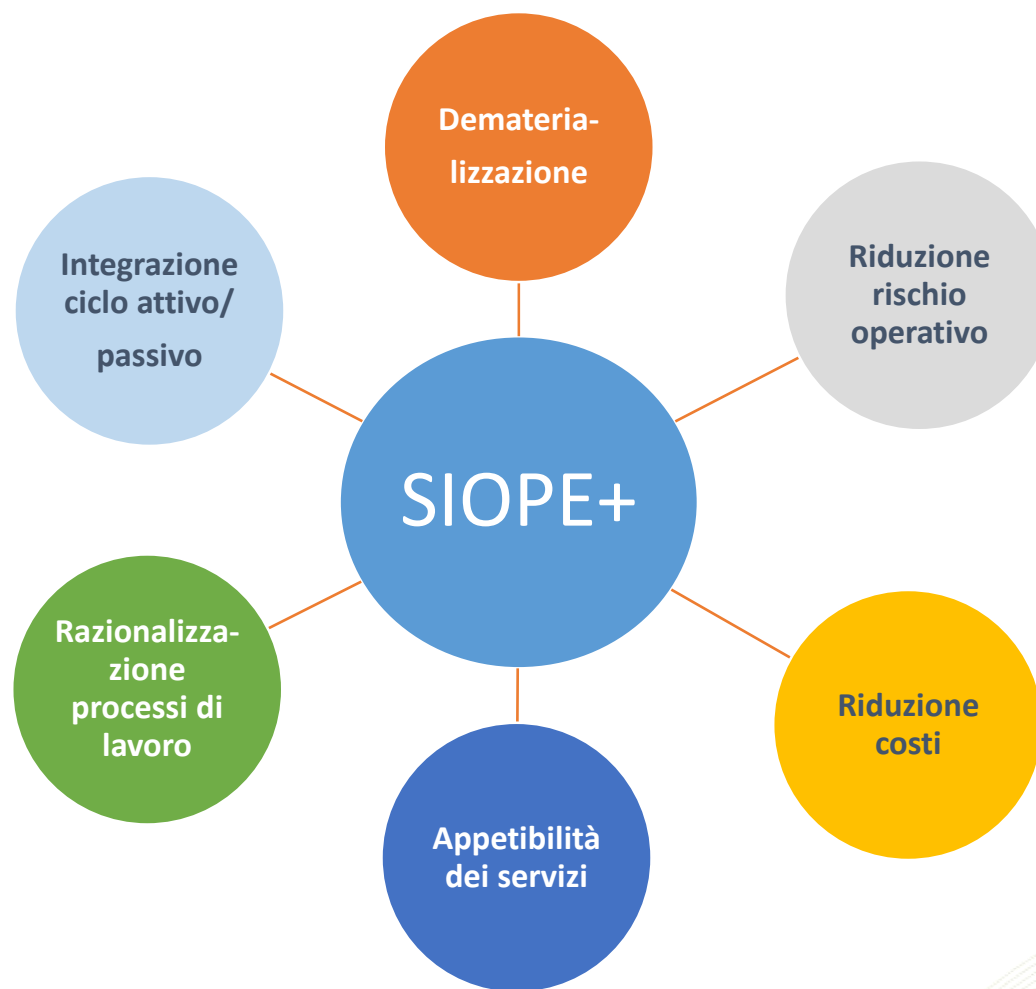 Demateria-
lizzazione
Integrazione
ciclo attivo/
passivo
Riduzione
rischio
operativo
SIOPE+
Razionalizza-
zione
processi di
lavoro
Riduzione
costi
Appetibilità
dei servizi